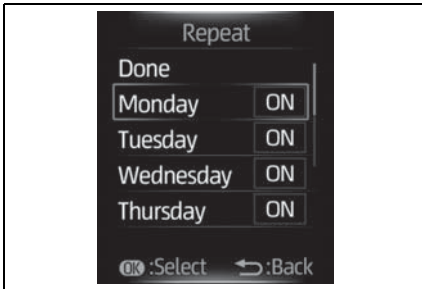 Repeat
Done
Monday ON
Tuesday ON
Wednesday ON
Thursday ON
OK :Select :Back